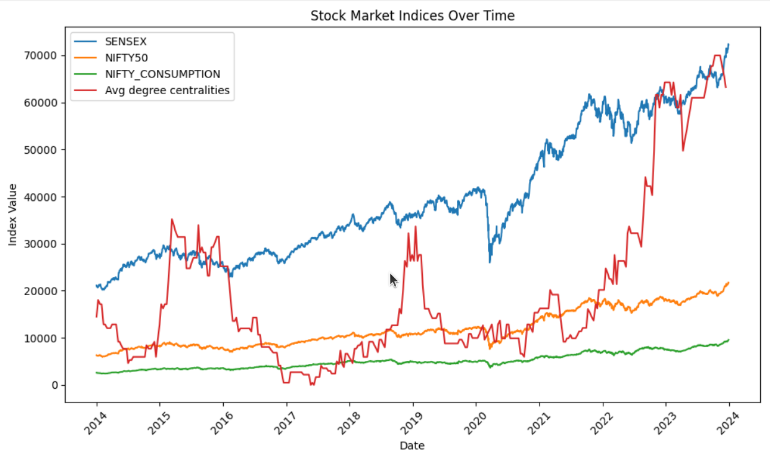 Stock Market Indices Over Time
SENSEX
NIFTY50
NIFTY_CONSUMPTION
Avg degree centralities
Index Value
70000
60000
50000
40000
30000
20000
10000
0
2014
2015
2016
2017
2018
2019
2020
2021
2022
2023
2024
Date